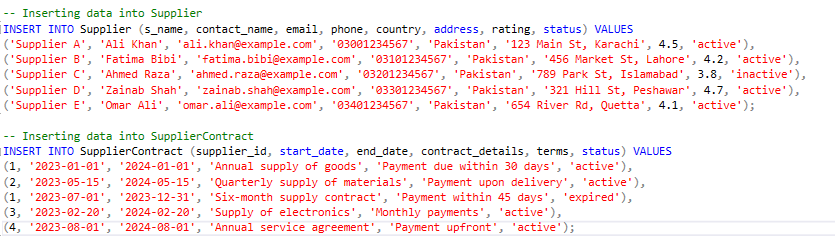 -- Inserting data into Supplier
INSERT INTO Supplier (s_name, contact_name, email, phone, country, address, rating, status) VALUES
('Supplier A', 'Ali Khan', 'ali.khan@example.com', '03001234567', 'Pakistan', '123 Main St, Karachi', 4.5, 'active'),
('Supplier B', 'Fatima Bibi', 'fatima.bibi@example.com', '03101234567', 'Pakistan', '456 Market St, Lahore', 4.2, 'active'),
('Supplier C', 'Ahmed Raza', 'ahmed.raza@example.com', '03201234567', 'Pakistan', '789 Park St, Islamabad', 3.8, 'inactive'),
('Supplier D', 'Zainab Shah', 'zainab.shah@example.com', '03301234567', 'Pakistan', '321 Hill St, Peshawar', 4.7, 'active'),
('Supplier E', 'Omar Ali', 'omar.ali@example.com', '03401234567', 'Pakistan', '654 River Rd, Quetta', 4.1, 'active');
-- Inserting data into SupplierContract
INSERT INTO SupplierContract (supplier_id, start_date, end_date, contract_details, terms, status) VALUES
(1, '2023-01-01', '2024-01-01', 'Annual supply of goods', 'Payment due within 30 days', 'active'),
(2, '2023-05-15', '2024-05-15', 'Quarterly supply of materials', 'Payment upon delivery', 'active'),
(1, '2023-07-01', '2023-12-31', 'Six-month supply contract', 'Payment within 45 days', 'expired'),
(3, '2023-02-20', '2024-02-20', 'Supply of electronics', 'Monthly payments', 'active'),
(4, '2023-08-01', '2024-08-01', 'Annual service agreement', 'Payment upfront', 'active');